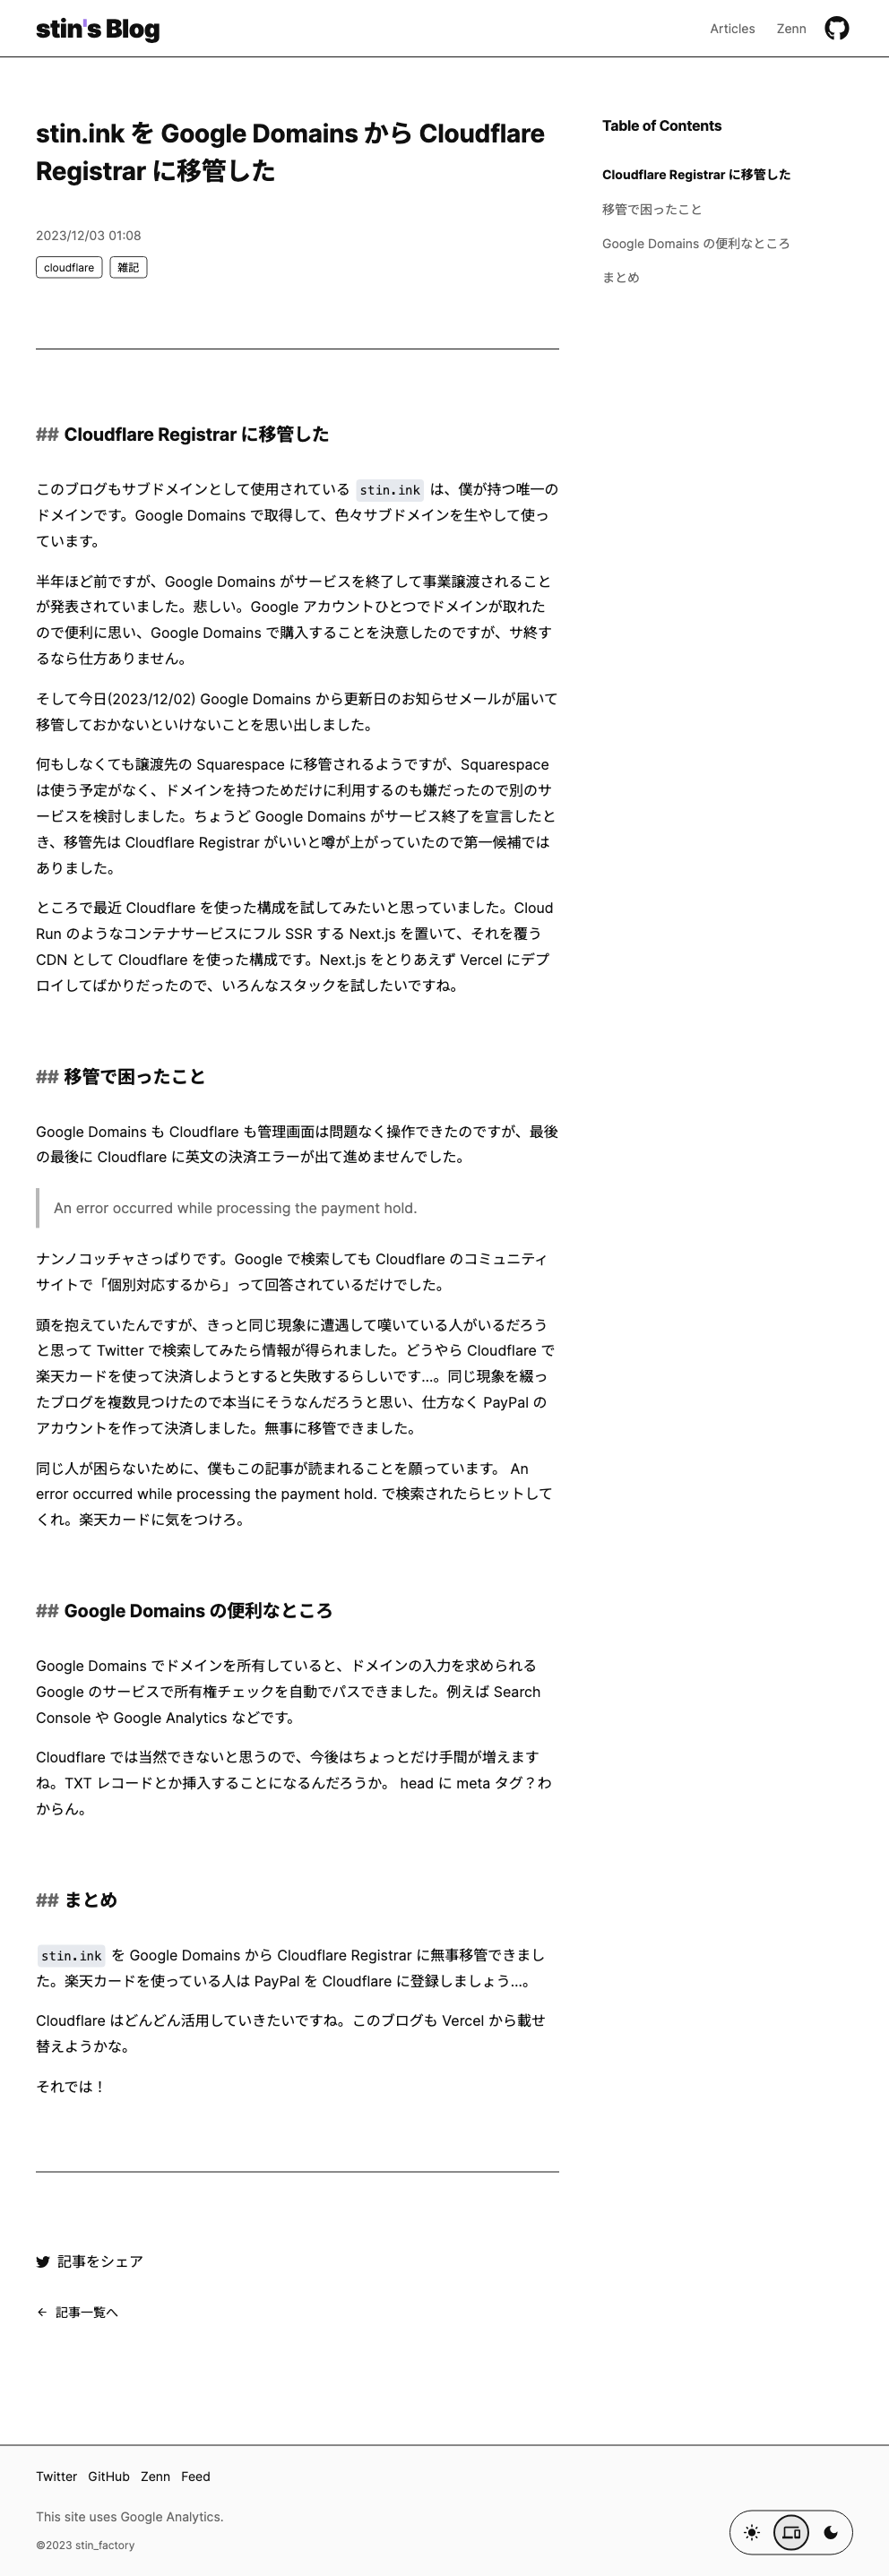 stin's Blog
Articles Zenn
stin.ink を Google Domains から Cloudflare
Registrar に移管した
2023/12/03 01:08
cloudflare 雑記
Table of Contents
Cloudflare Registrar に移管した
移管で困ったこと
Google Domains の便利なところ
まとめ
## Cloudflare Registrar に移管した
このブログもサブドメインとして使用されている stin.ink は、僕が持つ唯一の
ドメインです。Google Domains で取得して、色々サブドメインを生やして使っ
ています。
半年ほど前ですが、Google Domains がサービスを終了して事業譲渡されること
が発表されていました。悲しい。Google アカウントひとつでドメインが取れた
ので便利に思い、Google Domains で購入することを決意したのですが、サ終す
るなら仕方ありません。
そして今日(2023/12/02) Google Domains から更新日のお知らせメールが届いて
移管しておかないといけないことを思い出しました。
何もしなくても譲渡先の Squarespace に移管されるようですが、Squarespace
は使う予定がなく、ドメインを持つためだけに利用するのも嫌だったので別のサ
ービスを検討しました。ちょうど Google Domains がサービス終了を宣言したと
き、移管先は Cloudflare Registrar がいいと噂が上がっていたので第一候補では
ありました。
ところで最近 Cloudflare を使った構成を試してみたいと思っていました。Cloud
Run のようなコンテナサービスにフル SSR する Next.js を置いて、それを覆う
CDN として Cloudflare を使った構成です。Next.js をとりあえず Vercel にデプ
ロイしてばかりだったので、いろんなスタックを試したいですね。
## 移管で困ったこと
Google Domains も Cloudflare も管理画面は問題なく操作できたのですが、最後
の最後に Cloudflare に英文の決済エラーが出て進めませんでした。
An error occurred while processing the payment hold.
ナンノコッチャさっぱりです。Google で検索しても Cloudflare のコミュニティ
サイトで「個別対応するから」って回答されているだけでした。
頭を抱えていたんですが、きっと同じ現象に遭遇して嘆いている人がいるだろう
と思って Twitter で検索してみたら情報が得られました。どうやら Cloudflare で
楽天カードを使って決済しようとすると失敗するらしいです…。同じ現象を綴っ
たブログを複数見つけたので本当にそうなんだろうと思い、仕方なく PayPal の
アカウントを作って決済しました。無事に移管できました。
同じ人が困らないために、僕もこの記事が読まれることを願っています。 An
error occurred while processing the payment hold. で検索されたらヒットして
くれ。楽天カードに気をつけろ。
## Google Domains の便利なところ
Google Domains でドメインを所有していると、ドメインの入力を求められる
Google のサービスで所有権チェックを自動でパスできました。例えば Search
Console や Google Analytics などです。
Cloudflare では当然できないと思うので、今後はちょっとだけ手間が増えます
ね。TXT レコードとか挿入することになるんだろうか。 head に meta タグ？わ
からん。
## まとめ
stin.ink を Google Domains から Cloudflare Registrar に無事移管できまし
た。楽天カードを使っている人は PayPal を Cloudflare に登録しましょう…。
Cloudflare はどんどん活用していきたいですね。このブログも Vercel から載せ
替えようかな。
それでは！
記事をシェア
← 記事一覧へ
Twitter GitHub Zenn Feed
This site uses Google Analytics.
©2023 stin_factory